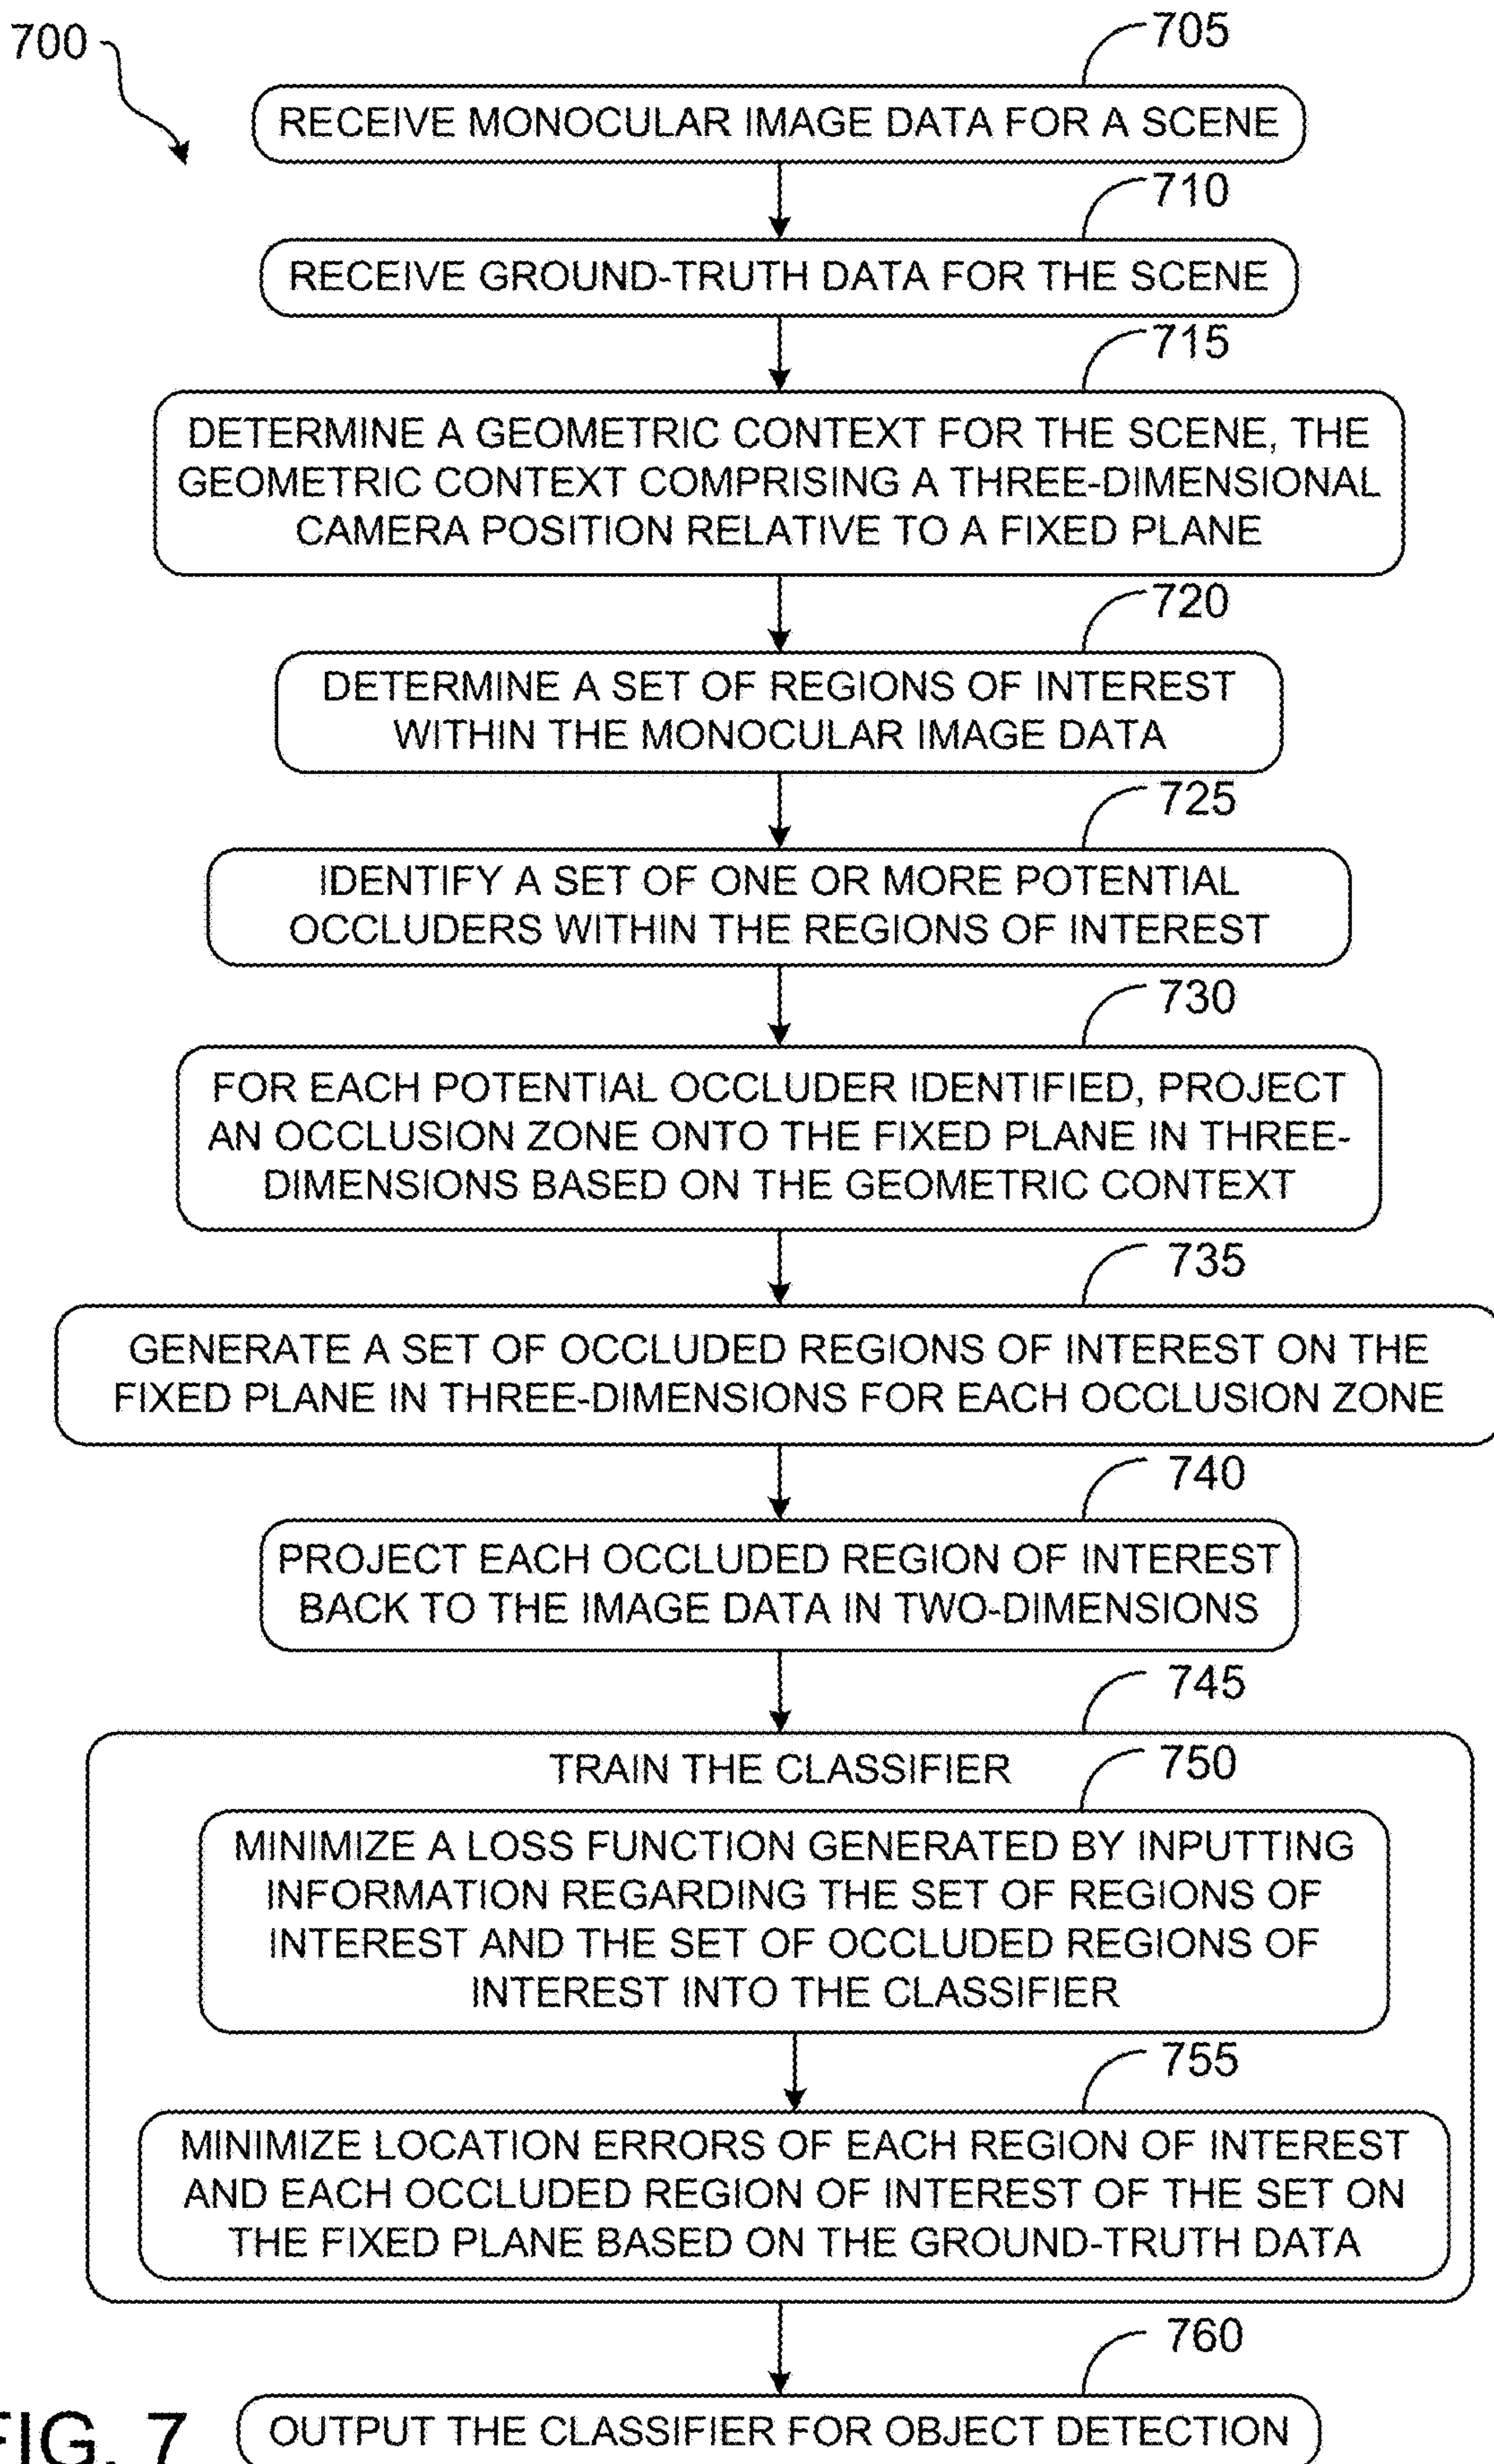 700
705
RECEIVE MONOCULAR IMAGE DATA FOR A SCENE
710
RECEIVE GROUND-TRUTH DATA FOR THE SCENE
715
DETERMINE A GEOMETRIC CONTEXT FOR THE SCENE, THE
GEOMETRIC CONTEXT COMPRISING A THREE-DIMENSIONAL
CAMERA POSITION RELATIVE TO A FIXED PLANE
720
DETERMINE A SET OF REGIONS OF INTEREST
WITHIN THE MONOCULAR IMAGE DATA
725
IDENTIFY A SET OF ONE OR MORE POTENTIAL
OCCLUDERS WITHIN THE REGIONS OF INTEREST
730
FOR EACH POTENTIAL OCCLUDER IDENTIFIED, PROJECT
AN OCCLUSION ZONE ONTO THE FIXED PLANE IN THREE-
DIMENSIONS BASED ON THE GEOMETRIC CONTEXT
735
GENERATE A SET OF OCCLUDED REGIONS OF INTEREST ON THE
FIXED PLANE IN THREE-DIMENSIONS FOR EACH OCCLUSION ZONE
740
PROJECT EACH OCCLUDED REGION OF INTEREST
BACK TO THE IMAGE DATA IN TWO-DIMENSIONS
745
TRAIN THE CLASSIFIER
750
MINIMIZE A LOSS FUNCTION GENERATED BY INPUTTING
INFORMATION REGARDING THE SET OF REGIONS OF
INTEREST AND THE SET OF OCCLUDED REGIONS OF
INTEREST INTO THE CLASSIFIER
755
MINIMIZE LOCATION ERRORS OF EACH REGION OF INTEREST
AND EACH OCCLUDED REGION OF INTEREST OF THE SET ON
THE FIXED PLANE BASED ON THE GROUND-TRUTH DATA
760
OUTPUT THE CLASSIFIER FOR OBJECT DETECTION
FIG. 7